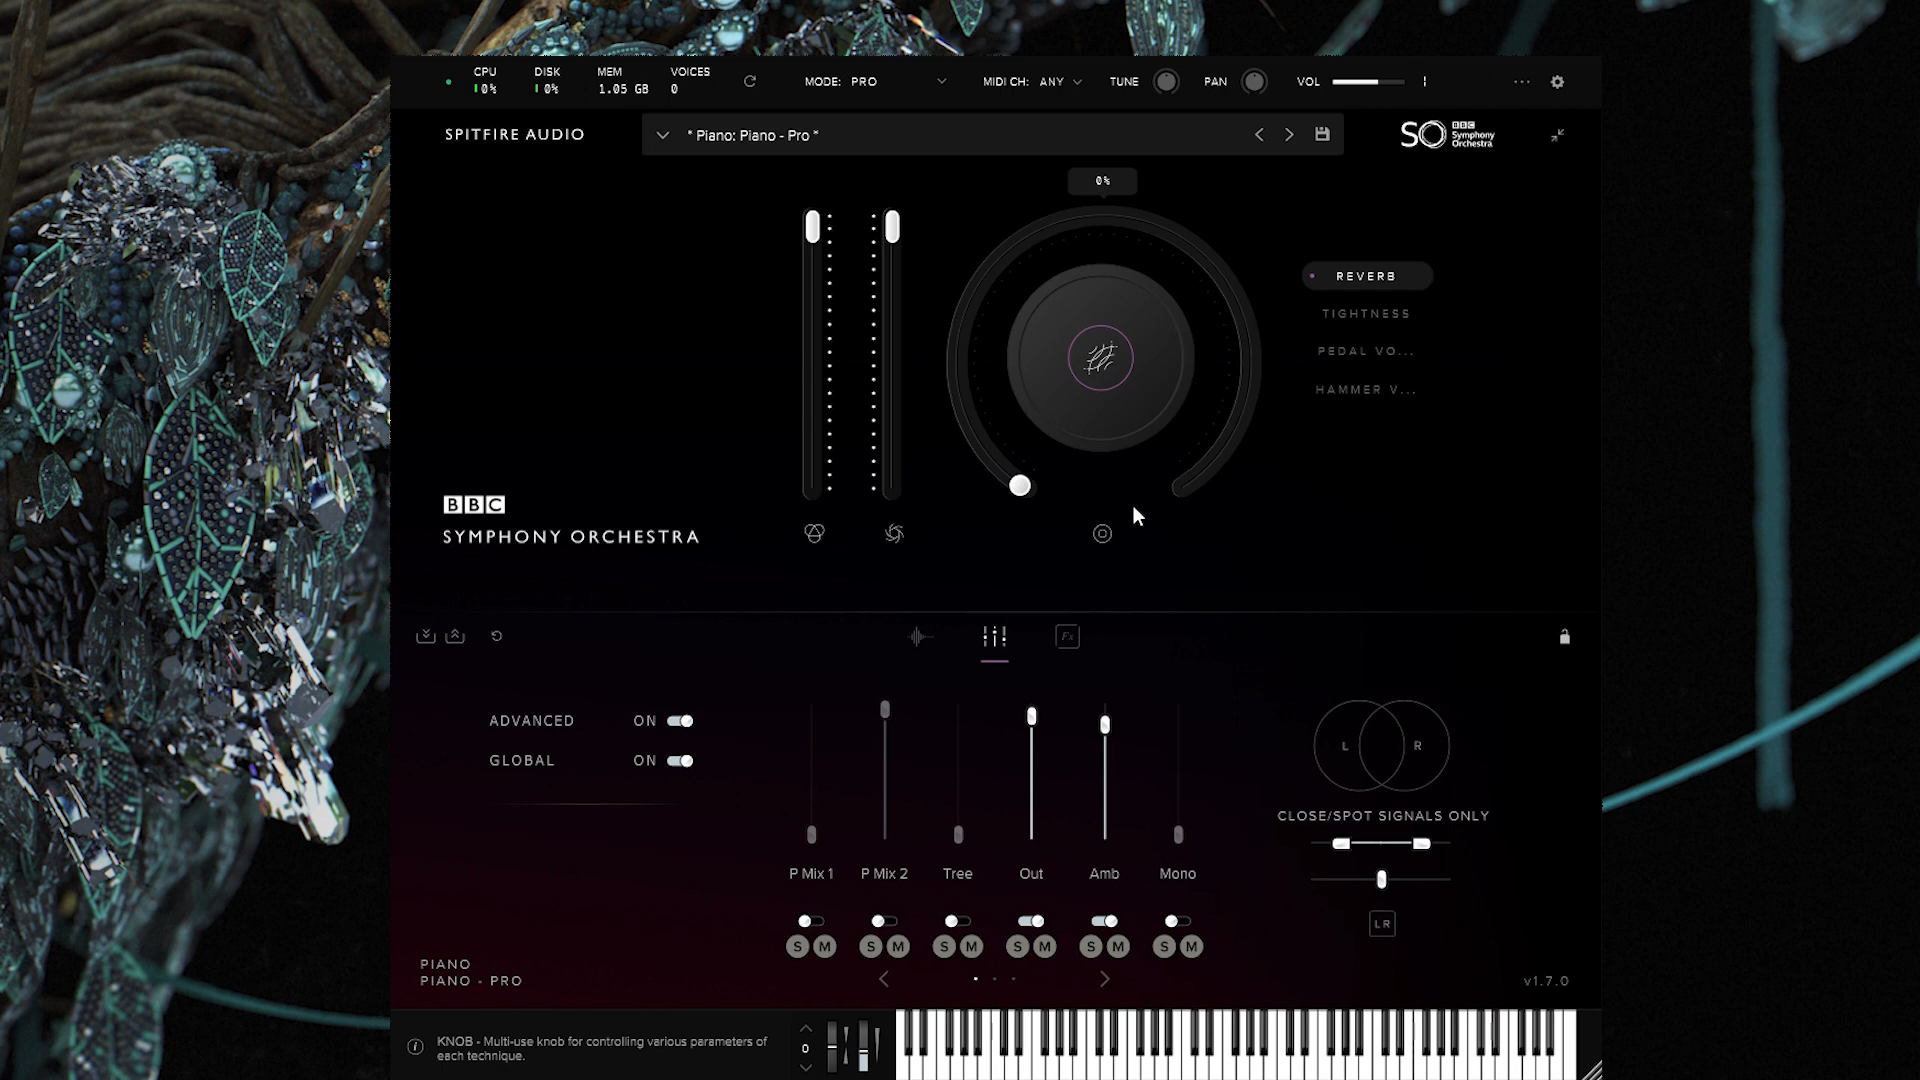 CPU
0%
DISK
0%
MEM
1.05 GB
VOICES
0
MODE: PRO
MIDI CH: ANY
TUNE
PAN
VOL
SPITFIRE AUDIO
* Piano: Piano - Pro *
SO BBC
Symphony
Orchestra
0%
REVERB
TIGHTNESS
PEDAL VO...
HAMMER V...
BBC
SYMPHONY ORCHESTRA
Fx
ADVANCED ON
GLOBAL ON
L R
CLOSE/SPOT SIGNALS ONLY
P Mix 1 P Mix 2 Tree Out Amb Mono
S M S M S M S M S M S M
LR
PIANO
PIANO - PRO
v1.7.0
KNOB - Multi-use knob for controlling various parameters of
each technique.
0